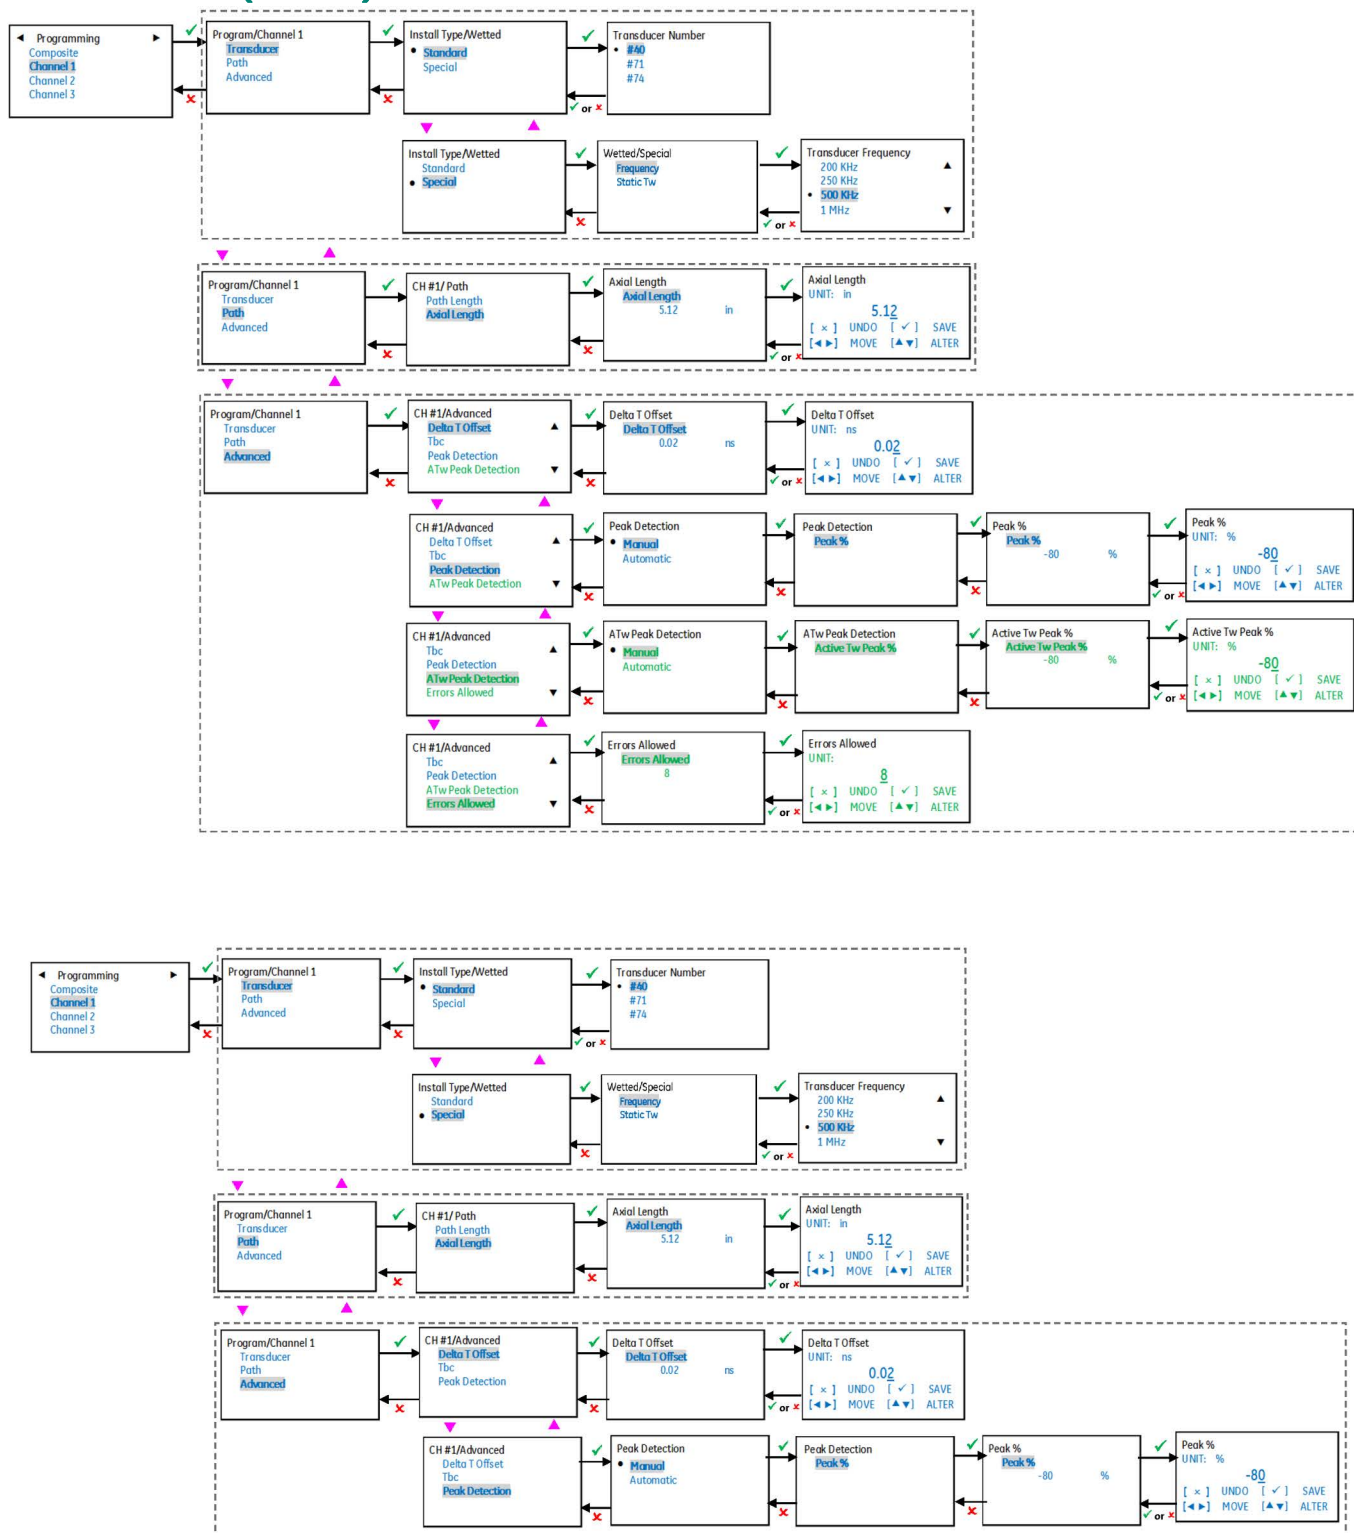 Programming
Composite
Channel 1
Channel 2
Channel 3
Program/Channel 1
Transducer
Path
Advanced
Install Type/Wetted
Standard
Special
Transducer Number
#40
#71
#74
or
Install Type/Wetted
Standard
Special
Wetted/Special
Frequency
Static Tw
Transducer Frequency
200 KHz
250 KHz
500 KHz
1 MHz
or
Program/Channel 1
Transducer
Path
Advanced
CH #1/ Path
Path Length
Axial Length
Axial Length
Axial Length
5.12 in
Axial Length
UNIT: in
5.12
[ × ] UNDO [ ✓ ] SAVE
[◄ ►] MOVE [▲▼] ALTER
or
Program/Channel 1
Transducer
Path
Advanced
CH #1/Advanced
Delta T Offset
Tbc
Peak Detection
ATw Peak Detection
Delta T Offset
Delta T Offset
0.02 ns
Delta T Offset
UNIT: ns
0.02
[ × ] UNDO [ ✓ ] SAVE
[◄ ►] MOVE [▲▼] ALTER
or
CH #1/Advanced
Delta T Offset
Tbc
Peak Detection
ATw Peak Detection
Peak Detection
Manual
Automatic
Peak Detection
Peak %
Peak %
Peak %
-80 %
Peak %
UNIT: %
-80
[ × ] UNDO [ ✓ ] SAVE
[◄ ►] MOVE [▲▼] ALTER
or
CH #1/Advanced
Tbc
Peak Detection
ATw Peak Detection
Errors Allowed
ATw Peak Detection
Manual
Automatic
ATw Peak Detection
Active Tw Peak %
Active Tw Peak %
Active Tw Peak %
-80 %
Active Tw Peak %
UNIT: %
-80
[ × ] UNDO [ ✓ ] SAVE
[◄ ►] MOVE [▲▼] ALTER
or
CH #1/Advanced
Tbc
Peak Detection
ATw Peak Detection
Errors Allowed
Errors Allowed
Errors Allowed
8
Errors Allowed
UNIT:
8
[ × ] UNDO [ ✓ ] SAVE
[◄ ►] MOVE [▲▼] ALTER
or
Programming
Composite
Channel 1
Channel 2
Channel 3
Program/Channel 1
Transducer
Path
Advanced
Install Type/Wetted
Standard
Special
Transducer Number
#40
#71
#74
or
Install Type/Wetted
Standard
Special
Wetted/Special
Frequency
Static Tw
Transducer Frequency
200 KHz
250 KHz
500 KHz
1 MHz
or
Program/Channel 1
Transducer
Path
Advanced
CH #1/ Path
Path Length
Axial Length
Axial Length
Axial Length
5.12 in
Axial Length
UNIT: in
5.12
[ × ] UNDO [ ✓ ] SAVE
[◄ ►] MOVE [▲▼] ALTER
or
Program/Channel 1
Transducer
Path
Advanced
CH #1/Advanced
Delta T Offset
Tbc
Peak Detection
Delta T Offset
Delta T Offset
0.02 ns
Delta T Offset
UNIT: ns
0.02
[ × ] UNDO [ ✓ ] SAVE
[◄ ►] MOVE [▲▼] ALTER
or
CH #1/Advanced
Delta T Offset
Tbc
Peak Detection
Peak Detection
Manual
Automatic
Peak Detection
Peak %
Peak %
Peak %
-80 %
Peak %
UNIT: %
-80
[ × ] UNDO [ ✓ ] SAVE
[◄ ►] MOVE [▲▼] ALTER
or